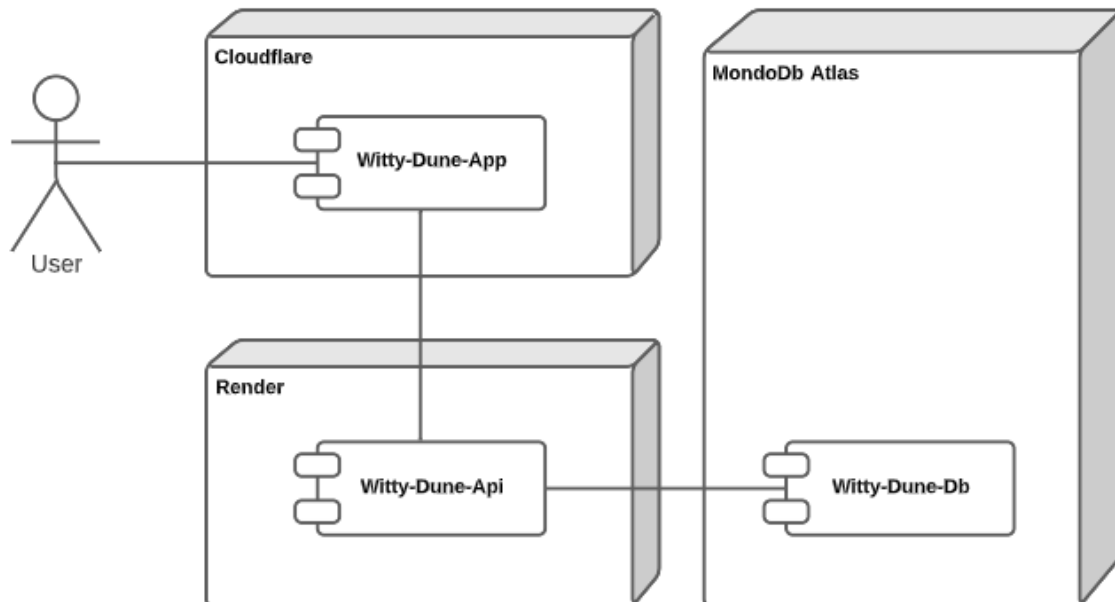 Cloudflare
MondoDb Atlas
Witty-Dune-App
User
Render
Witty-Dune-Api
Witty-Dune-Db